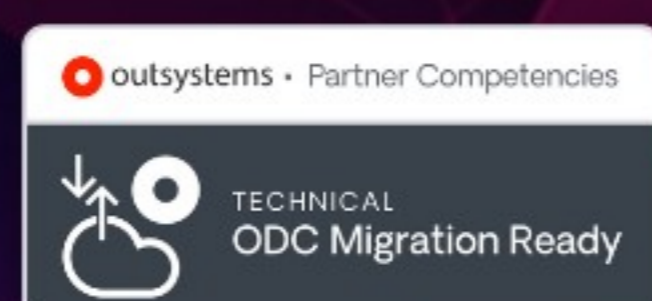 outsystems · Partner Competencies
TECHNICAL
ODC Migration Ready